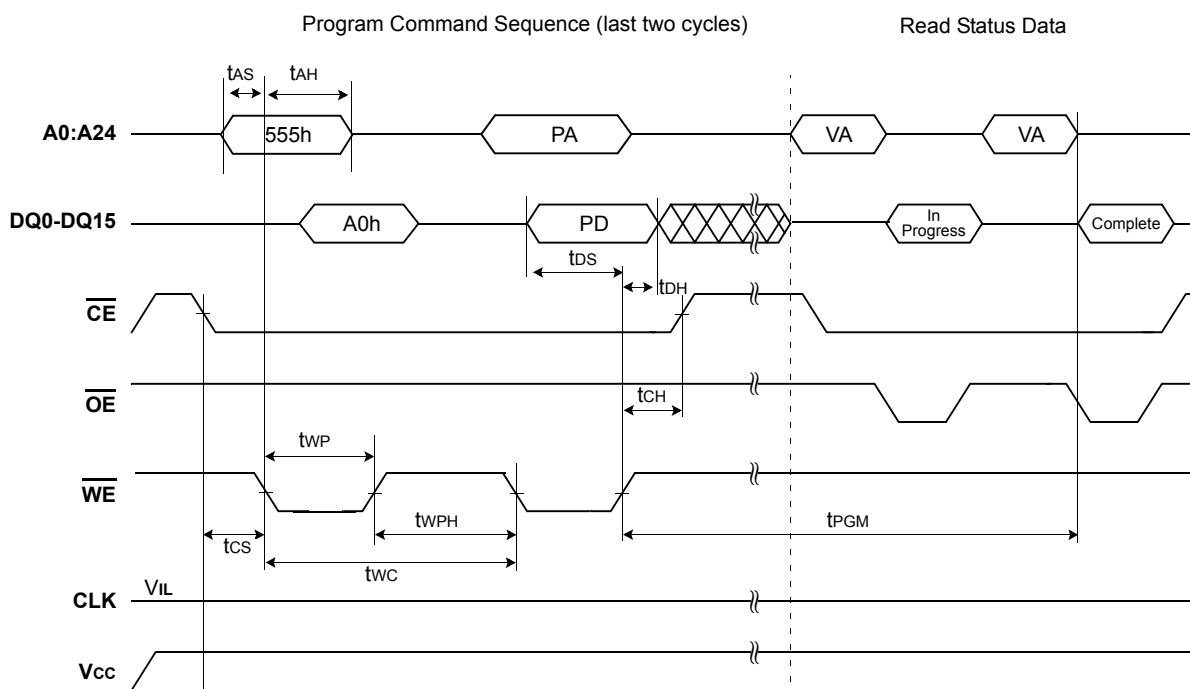 Program Command Sequence (last two cycles)
Read Status Data
tAS
tAH
A0:A24
555h
PA
VA
VA
DQ0-DQ15
A0h
PD
In
Progress
Complete
tDS
tDH
CE
OE
tCH
tWP
WE
tWPH
tPGM
tCS
tWC
CLK
VIL
VCC